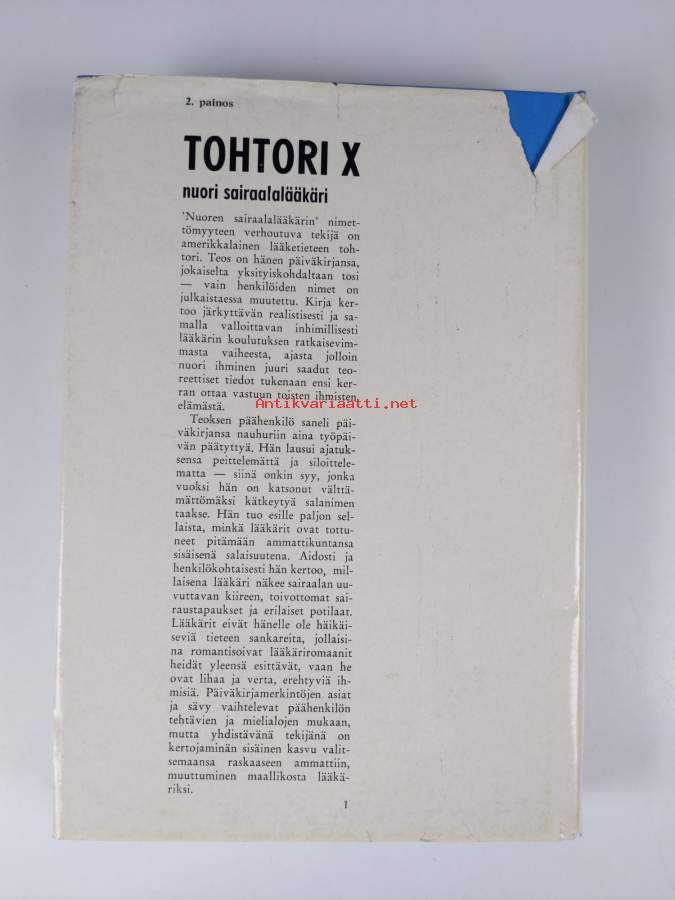 2. painos
TOHTORI X
nuori sairaalalääkäri
'Nuoren sairaalalääkärin' nimet-
tömyyteen verhoutuva tekijä on
amerikkalainen lääketieteen toh-
tori. Teos on hänen päiväkirjansa,
jokaiselta yksityiskohdaltaan tosi
— vain henkilöiden nimet on
julkaistaessa muutettu. Kirja ker-
too järkyttävän realistisesti ja sa-
malla valloittavan inhimillisesti
lääkärin koulutuksen ratkaisevim-
masta vaiheesta, ajasta jolloin
nuori ihminen juuri saadut teo-
reettiset tiedot tukenaan ensi ker-
ran ottaa vastuun toisten ihmisten
elämästä.
Antikvariaatti.net
Teoksen päähenkilö saneli päi-
väkirjansa nauhuriin aina työpäi-
vän päätyttyä. Hän lausui ajatuk-
sensa peittelemättä ja siloittele-
matta — siinä onkin syy, jonka
vuoksi hän on katsonut välttä-
mättömäksi kätkeytyä salanimen
taakse. Hän tuo esille paljon sel-
laista, minkä lääkärit ovat tottu-
neet pitämään ammattikuntansa
sisäisenä salaisuutena. Aidosti ja
henkilökohtaisesti hän kertoo, mil-
laisena lääkäri näkee sairaalan uu-
vuttavan kiireen, toivottomat sai-
raustapaukset ja erilaiset potilaat.
Lääkärit eivät hänelle ole häikäi-
seviä tieteen sankareita, jollaisi-
na romantisoivat lääkäriromaanit
heidät yleensä esittävät, vaan he
ovat lihaa ja verta, erehtyviä ih-
misiä. Päiväkirjamerkintöjen asiat
ja sävy vaihtelevat päähenkilön
tehtävien ja mielialojen mukaan,
mutta yhdistävänä tekijänä on
kertojaminän sisäinen kasvu valit-
semaansa raskaaseen ammattiin,
muuttuminen maallikosta lääkä-
riksi.
1